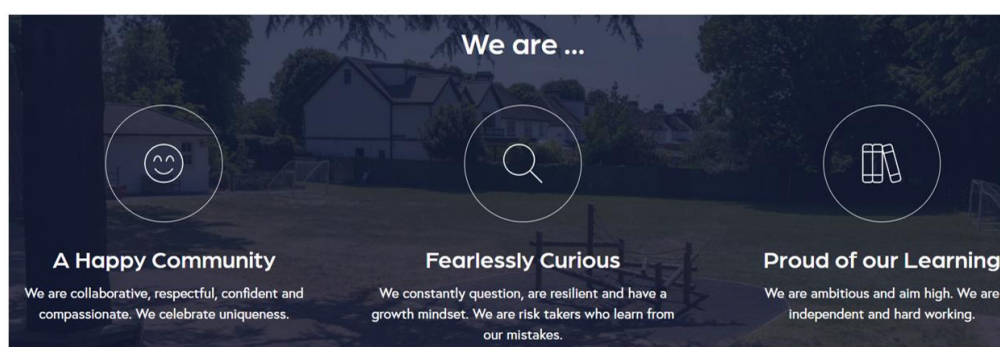 We are ...
A Happy Community
We are collaborative, respectful, confident and
compassionate. We celebrate uniqueness.
Fearlessly Curious
We constantly question, are resilient and have a
growth mindset. We are risk takers who learn from
our mistakes.
Proud of our Learning
We are ambitious and aim high. We are
independent and hard working.